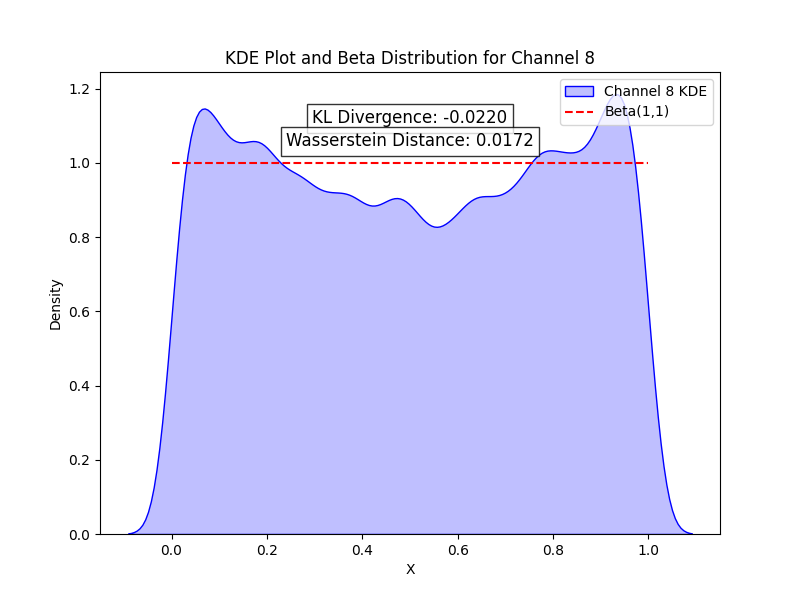 KDE Plot and Beta Distribution for Channel 8
Channel 8 KDE
Beta(1,1)
KL Divergence: -0.0220
Wasserstein Distance: 0.0172
1.2
1.0
0.8
0.6
0.4
0.2
0.0
Density
0.0 0.2 0.4 0.6 0.8 1.0
X